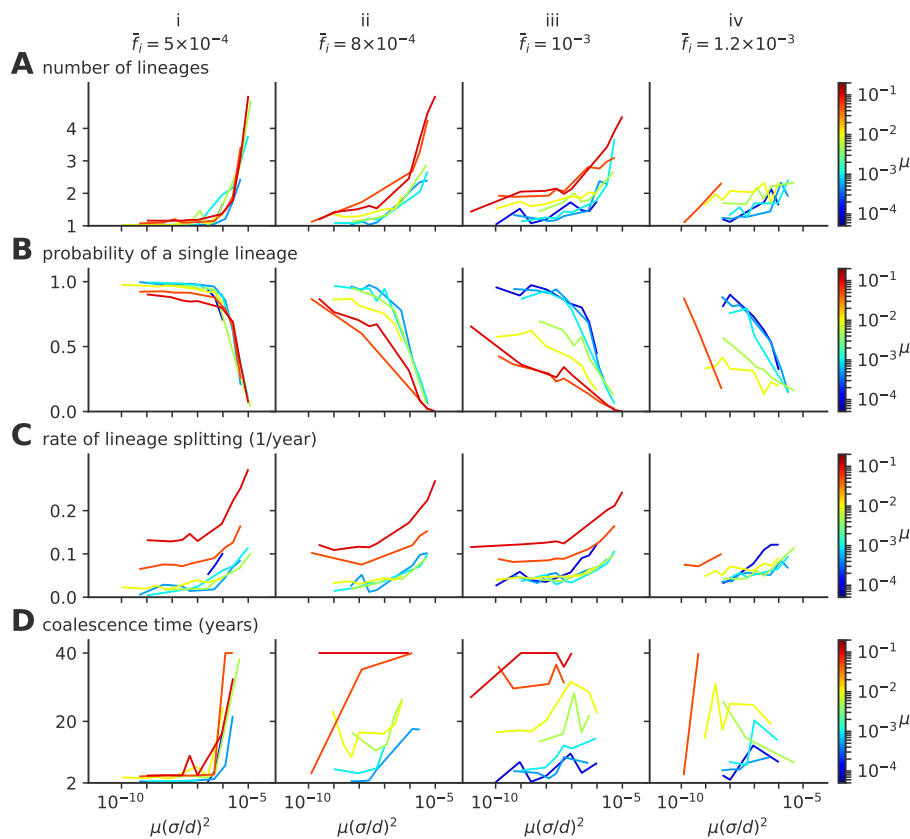 i ii iii iv
f̄ᵢ = 5×10⁻⁴ f̄ᵢ = 8×10⁻⁴ f̄ᵢ = 10⁻³ f̄ᵢ = 1.2×10⁻³
A number of lineages
4
3
2
1
10⁻¹
10⁻²
μ
10⁻³
10⁻⁴
B probability of a single lineage
1.0
0.5
0.0
10⁻¹
10⁻²
10⁻³ μ
10⁻⁴
C rate of lineage splitting (1/year)
0.2
0.1
0.0
10⁻¹
10⁻²
10⁻³ μ
10⁻⁴
D coalescence time (years)
40
20
2
10⁻¹
10⁻²
10⁻³ μ
10⁻⁴
10⁻¹⁰ 10⁻⁵ 10⁻¹⁰ 10⁻⁵ 10⁻¹⁰ 10⁻⁵ 10⁻¹⁰ 10⁻⁵
μ(σ/d)² μ(σ/d)² μ(σ/d)² μ(σ/d)²